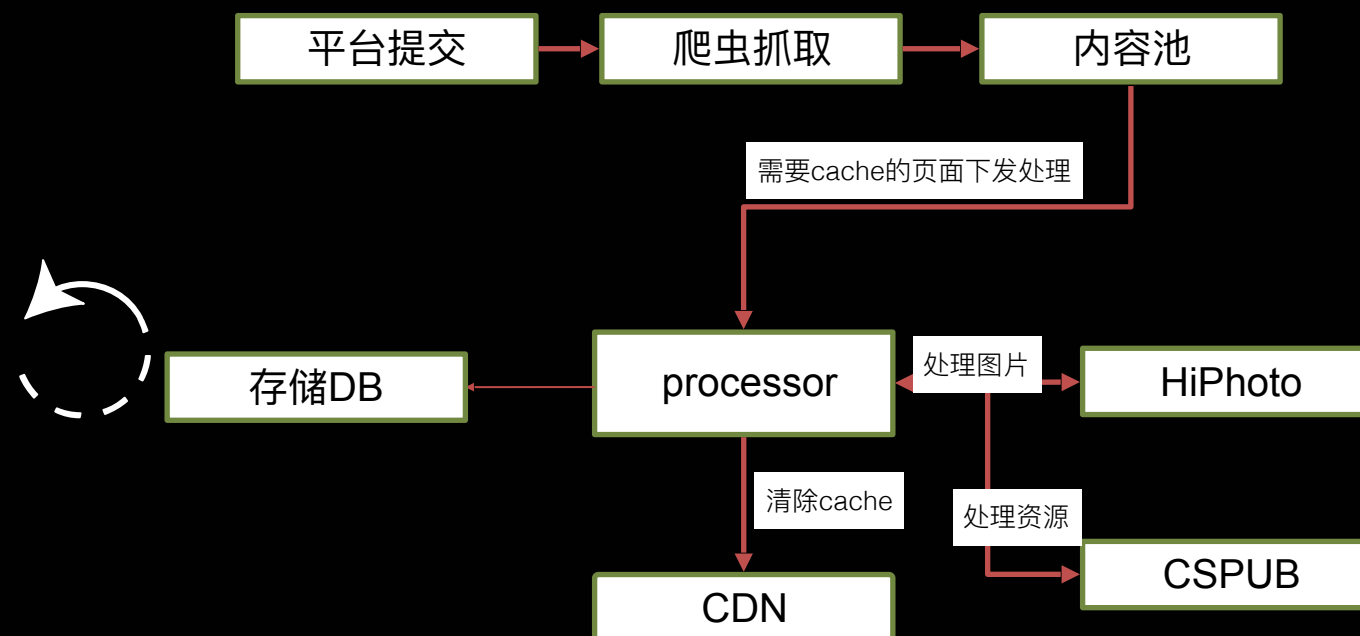 平台提交
爬虫抓取
内容池
需要cache的页面下发处理
存储DB
processor
处理图片
HiPhoto
清除cache
处理资源
CDN
CSPUB